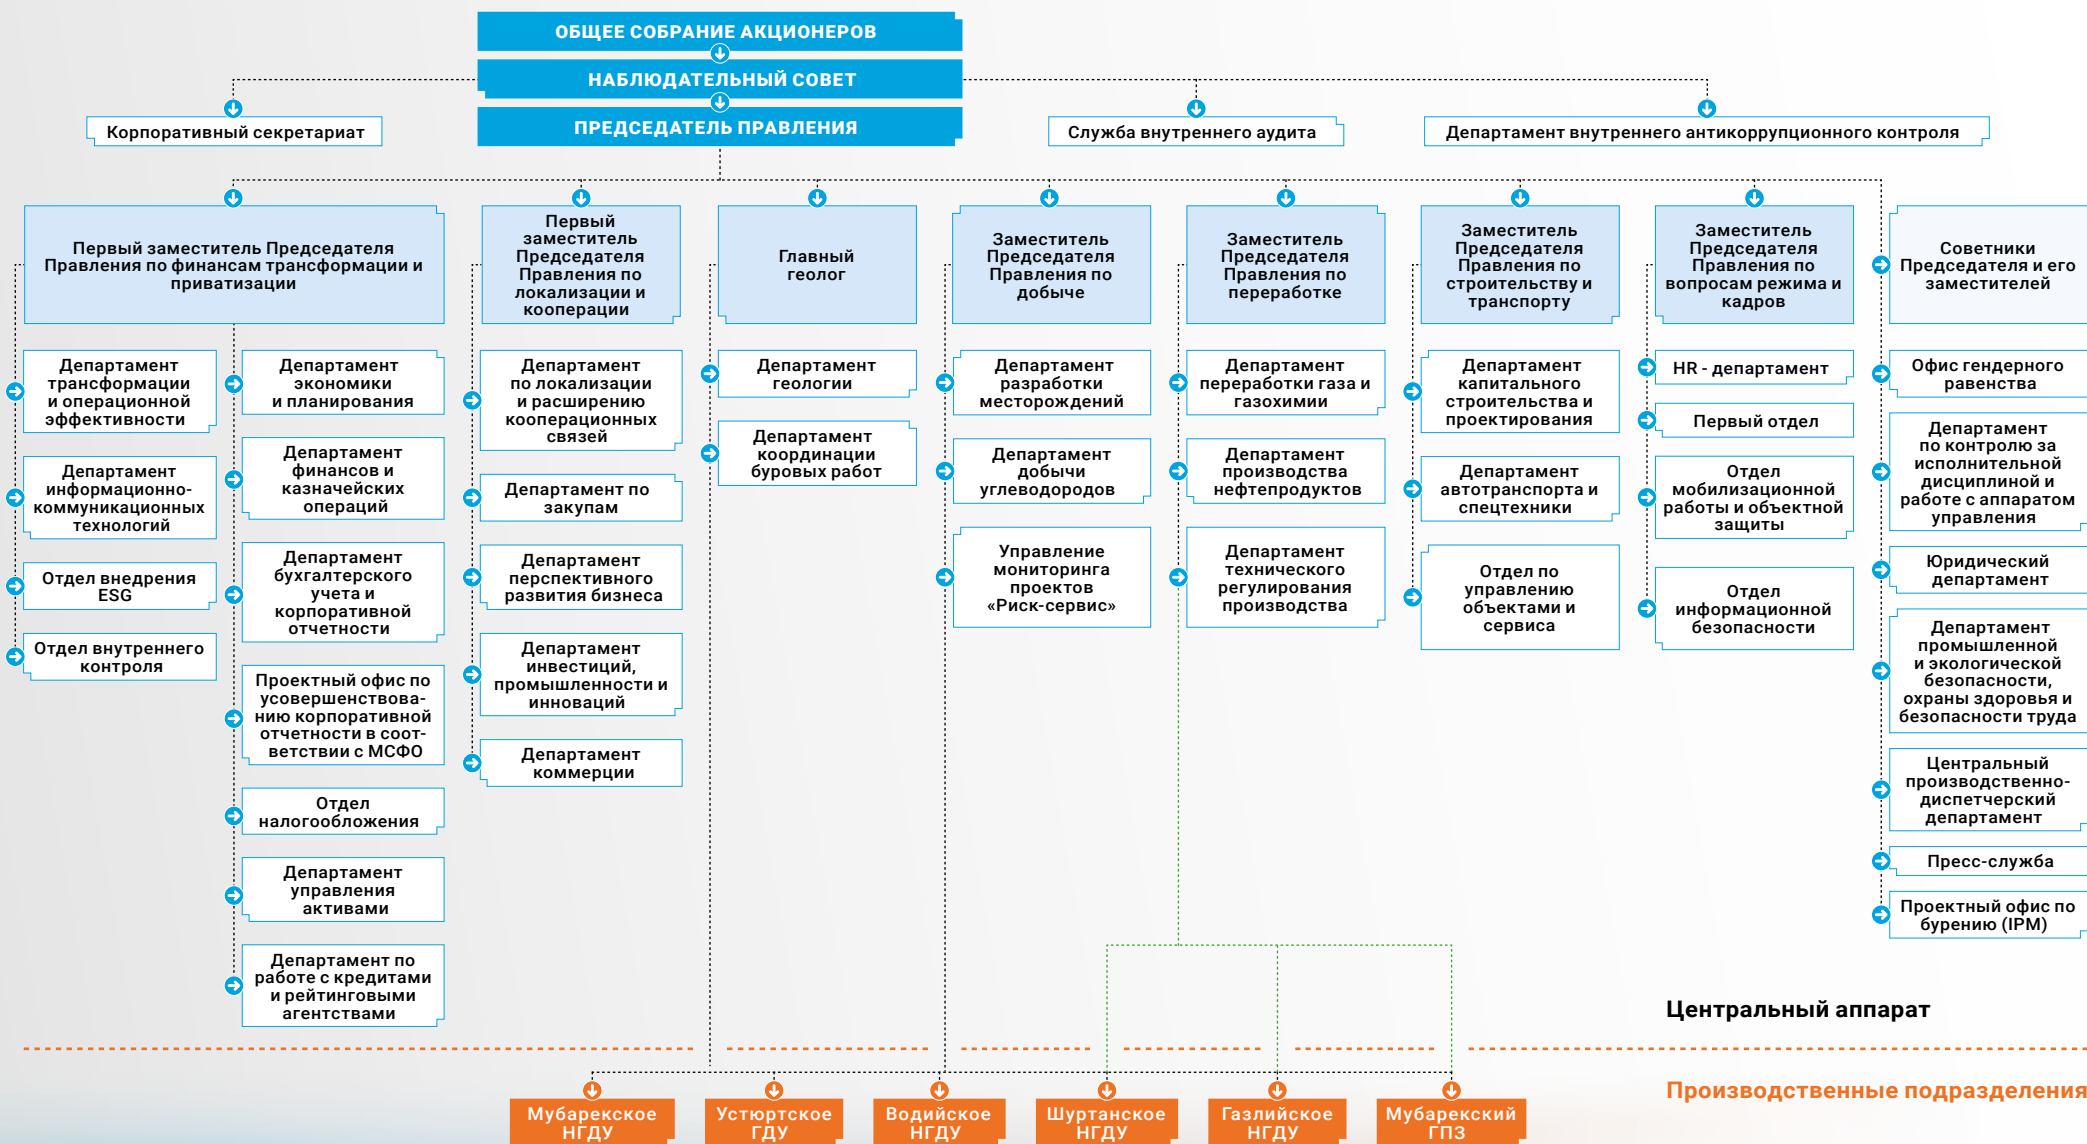 ОБЩЕЕ СОБРАНИЕ АКЦИОНЕРОВ
НАБЛЮДАТЕЛЬНЫЙ СОВЕТ
ПРЕДСЕДАТЕЛЬ ПРАВЛЕНИЯ
Корпоративный секретариат
Служба внутреннего аудита
Департамент внутреннего антикоррупционного контроля
Первый заместитель Председателя
Правления по финансам трансформации и
приватизации
Департамент
трансформации
и операционной
эффективности
Департамент
информационно-
коммуникационных
технологий
Отдел внедрения
ESG
Отдел внутреннего
контроля
Департамент
экономики
и планирования
Департамент
финансов и
казначейских
операций
Департамент
бухгалтерского
учета и
корпоративной
отчетности
Проектный офис по
усовершенствова-
нию корпоративной
отчетности в соот-
ветствии с МСФО
Отдел
налогообложения
Департамент
управления
активами
Департамент по
работе с кредитами
и рейтинговыми
агентствами
Первый
заместитель
Председателя
Правления по
локализации и
кооперации
Департамент
по локализации
и расширению
кооперационных
связей
Департамент по
закупам
Департамент
перспективного
развития бизнеса
Департамент
инвестиций,
промышленности и
инноваций
Департамент
коммерции
Главный
геолог
Департамент
геологии
Департамент
координации
буровых работ
Заместитель
Председателя
Правления по
добыче
Департамент
разработки
месторождений
Департамент
добычи
углеводородов
Управление
мониторинга
проектов
«Риск-сервис»
Заместитель
Председателя
Правления по
переработке
Департамент
переработки газа и
газохимии
Департамент
производства
нефтепродуктов
Департамент
технического
регулирования
производства
Заместитель
Председателя
Правления по
строительству и
транспорту
Департамент
капитального
строительства и
проектирования
Департамент
автотранспорта и
спецтехники
Отдел по
управлению
объектами и
сервиса
Заместитель
Председателя
Правления по
вопросам режима и
кадров
HR - департамент
Первый отдел
Отдел
мобилизационной
работы и объектной
защиты
Отдел
информационной
безопасности
Советники
Председателя и его
заместителей
Офис гендерного
равенства
Департамент
по контролю за
исполнительной
дисциплиной и
работе с аппаратом
управления
Юридический
департамент
Департамент
промышленной
и экологической
безопасности,
охраны здоровья и
безопасности труда
Центральный
производственно-
диспетчерский
департамент
Пресс-служба
Проектный офис по
бурению (IPM)
Центральный аппарат
Производственные подразделения
Мубарекское
НГДУ
Устюртское
ГДУ
Водийское
НГДУ
Шуртанское
НГДУ
Газлийское
НГДУ
Мубарекский
ГПЗ